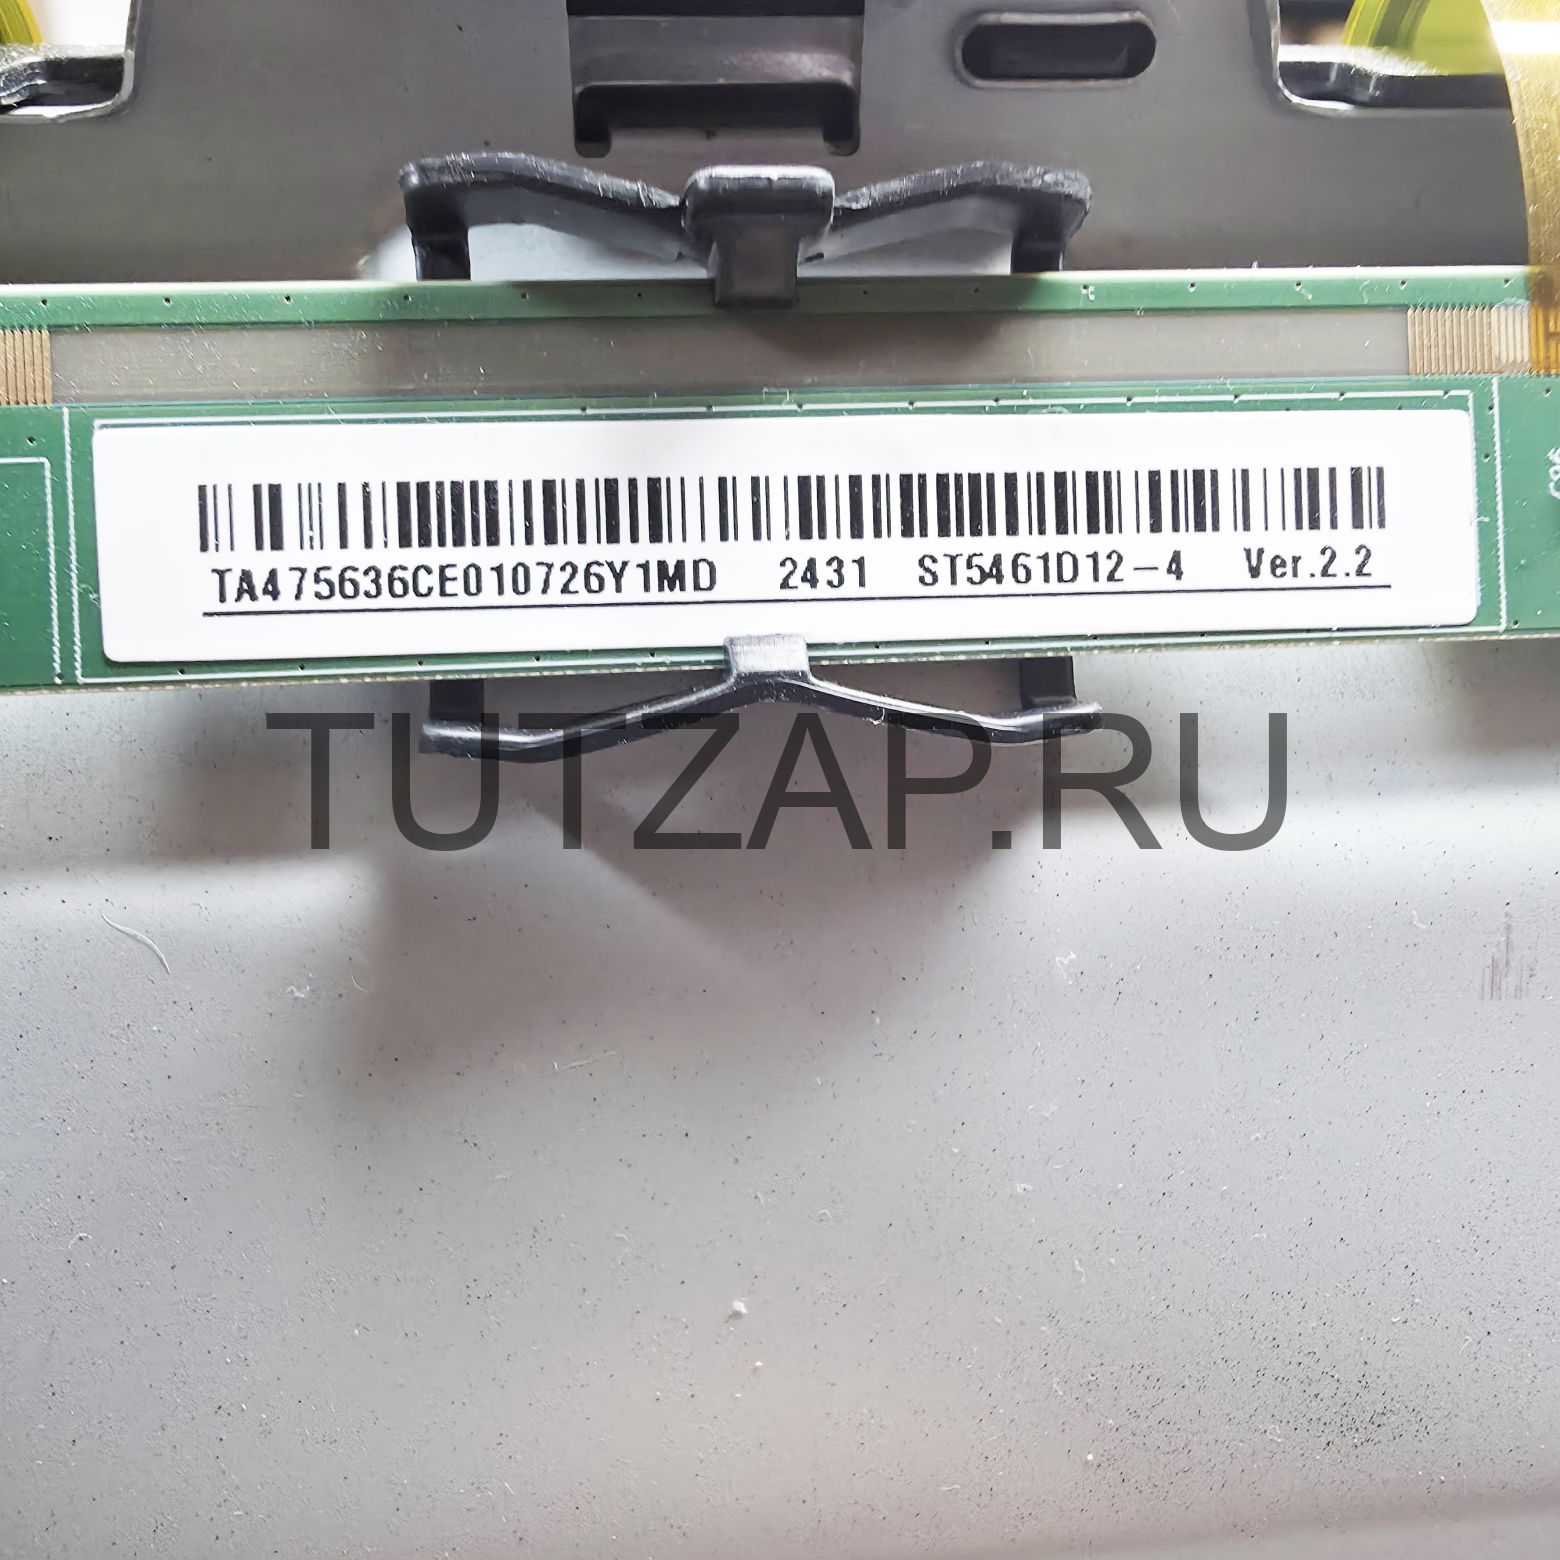 TA475636CE010726Y1MD 2431 ST5461D12-4 Ver.2.2
TUTZAP.RU